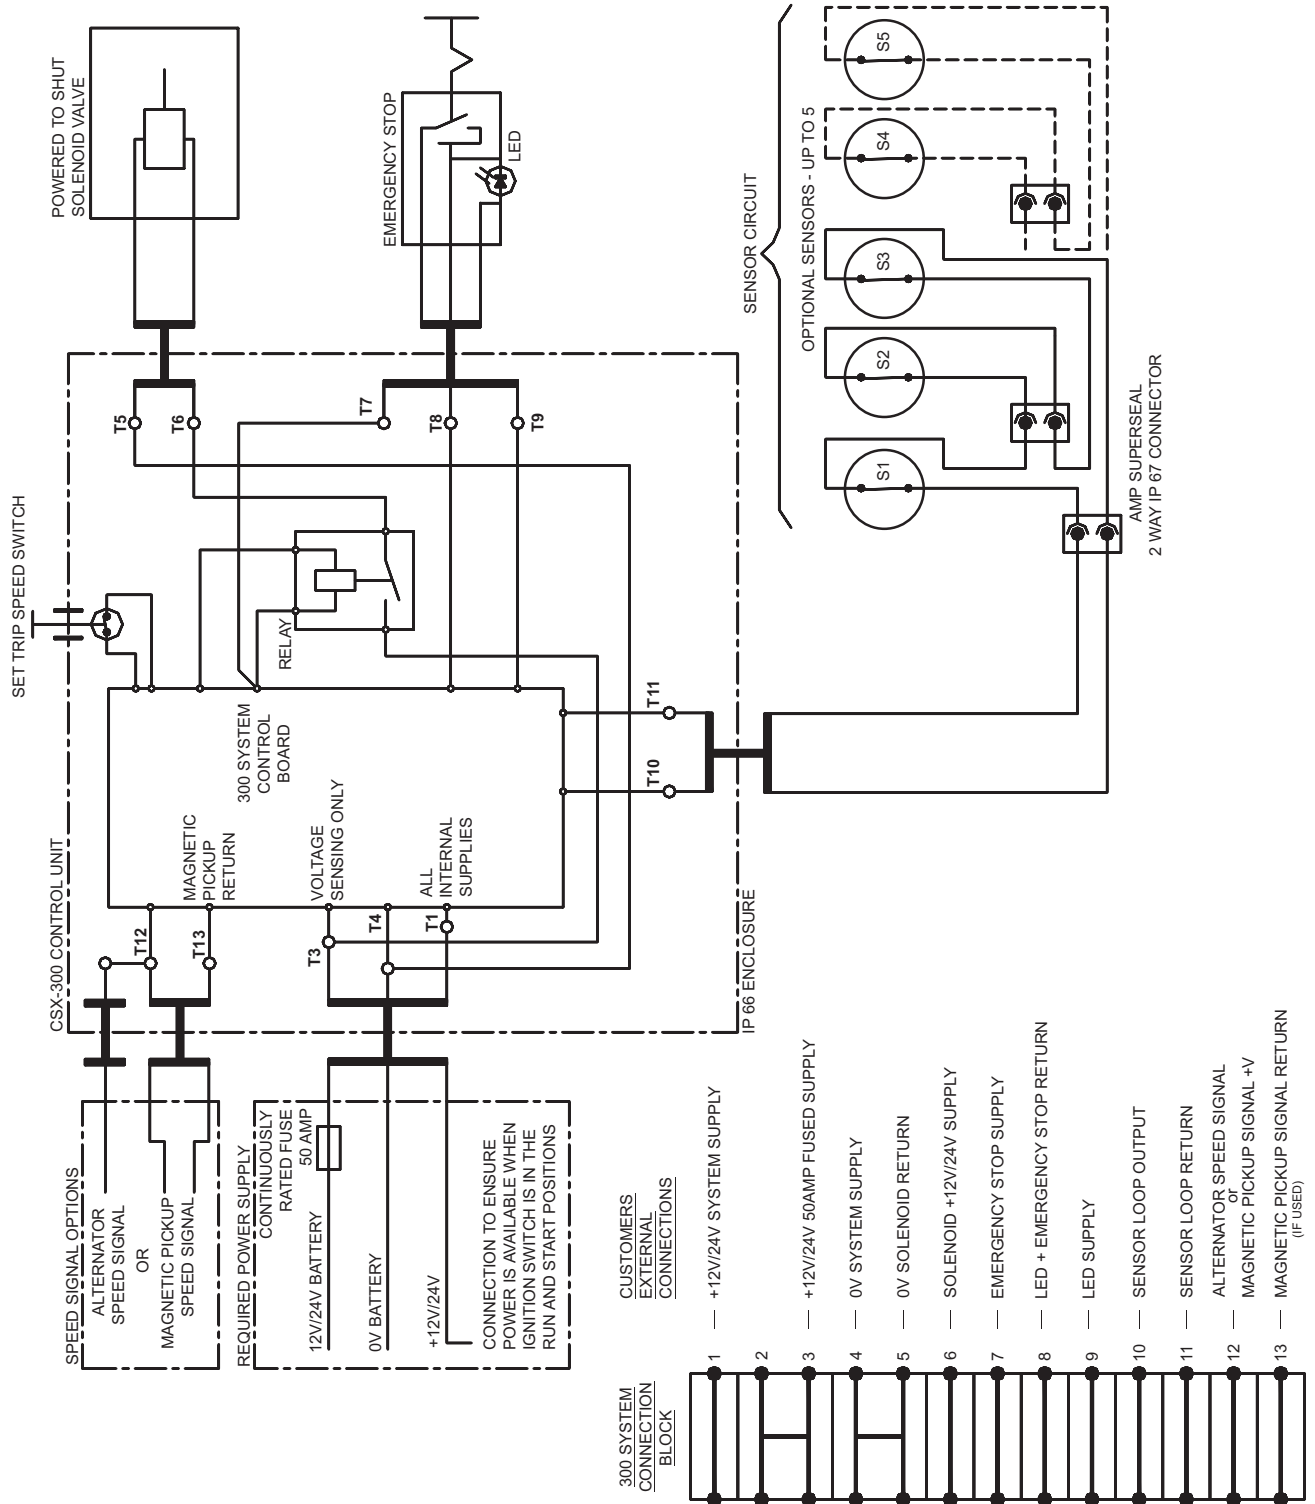 SPEED SIGNAL OPTIONS
ALTERNATOR
SPEED SIGNAL
OR
MAGNETIC PICKUP
SPEED SIGNAL
REQUIRED POWER SUPPLY
CONTINUOUSLY
RATED FUSE
50 AMP
12V/24V BATTERY
0V BATTERY
+12V/24V
CONNECTION TO ENSURE
POWER IS AVAILABLE WHEN
IGNITION SWITCH IS IN THE
RUN AND START POSITIONS
CSX-300 CONTROL UNIT
T12
T13
T3
T4
T1
MAGNETIC
PICKUP
RETURN
VOLTAGE
SENSING ONLY
ALL
INTERNAL
SUPPLIES
300 SYSTEM
CONTROL
BOARD
IP 66 ENCLOSURE
SET TRIP SPEED SWITCH
RELAY
T5
T6
T7
T8
T9
T10
T11
POWERED TO SHUT
SOLENOID VALVE
EMERGENCY STOP
LED
SENSOR CIRCUIT
OPTIONAL SENSORS - UP TO 5
S1
S2
S3
S4
S5
AMP SUPERSEAL
2 WAY IP 67 CONNECTOR
300 SYSTEM
CONNECTION
BLOCK
CUSTOMERS
EXTERNAL
CONNECTIONS
1 — +12V/24V SYSTEM SUPPLY
2
3 — +12V/24V 50AMP FUSED SUPPLY
4 — 0V SYSTEM SUPPLY
5 — 0V SOLENOID RETURN
6 — SOLENOID +12V/24V SUPPLY
7 — EMERGENCY STOP SUPPLY
8 — LED + EMERGENCY STOP RETURN
9 — LED SUPPLY
10 — SENSOR LOOP OUTPUT
11 — SENSOR LOOP RETURN
ALTERNATOR SPEED SIGNAL
or
12 — MAGNETIC PICKUP SIGNAL +V
13 — MAGNETIC PICKUP SIGNAL RETURN
(IF USED)